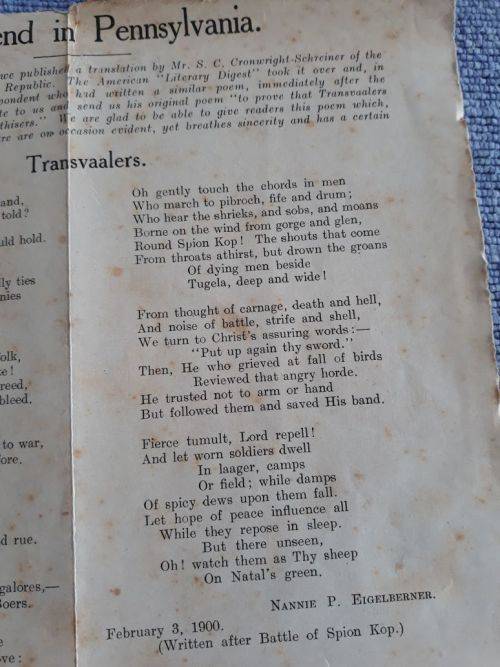 end in Pennsylvania.
published a translation by Mr. S. C. Cronwright-Schreiner of the
Republic. The American "Literary Digest" took it over and, in
pondent who had written a similar poem, immediately after the
te to us and send us his original poem "to prove that Transvaalers
thisers." We are glad to be able to give readers this poem which,
re are on occasion evident, yet breathes sincerity and has a certain
Transvaalers.
and,
told?
uld hold.
lly ties
nies
olk,
e!
reed,
bleed.
to war,
ore.
d rue.
galores,—
Boers.
e
ve:
Oh gently touch the chords in men
Who march to pibroch, fife and drum;
Who hear the shrieks, and sobs, and moans
Borne on the wind from gorge and glen,
Round Spion Kop! The shouts that come
From throats athirst, but drown the groans
Of dying men beside
Tugela, deep and wide!
From thought of carnage, death and hell,
And noise of battle, strife and shell,
We turn to Christ's assuring words:—
"Put up again thy sword."
Then, He who grieved at fall of birds
Reviewed that angry horde.
He trusted not to arm or hand
But followed them and saved His band.
Fierce tumult, Lord repell!
And let worn soldiers dwell
In laager, camps
Or field; while damps
Of spicy dews upon them fall.
Let hope of peace influence all
While they repose in sleep.
But there unseen,
Oh! watch them as Thy sheep
On Natal's green.
NANNIE P. EIGELBERNER.
February 3, 1900.
(Written after Battle of Spion Kop.)